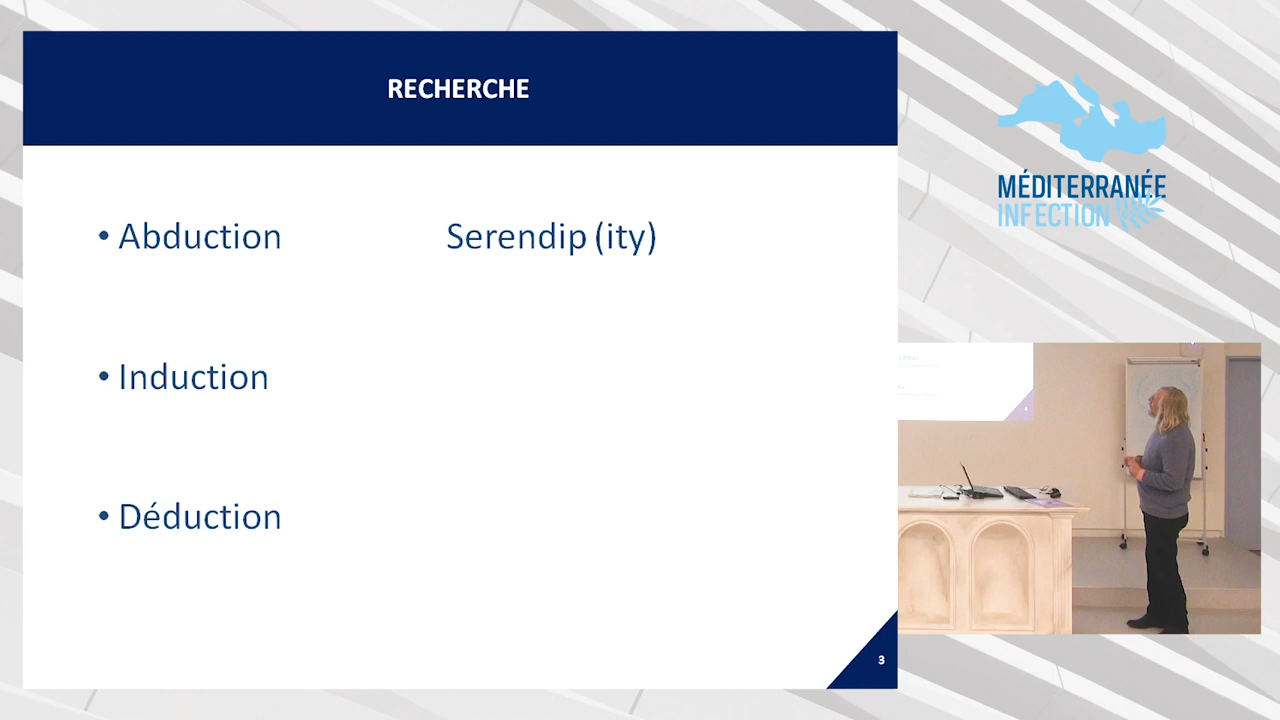 RECHERCHE
• Abduction Serendip (ity)
• Induction
• Déduction
3
MÉDITERRANÉE
INFECTION